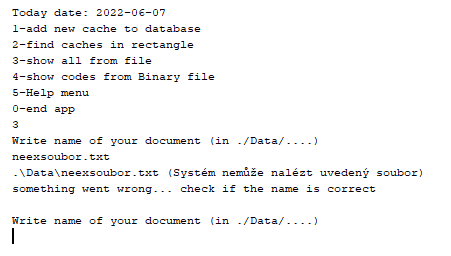 Today date: 2022-06-07
1-add new cache to database
2-find caches in rectangle
3-show all from file
4-show codes from Binary file
5-Help menu
0-end app
3
Write name of your document (in ./Data/....)
neexsoubor.txt
.\Data\neexsoubor.txt (Systém nemůže nalézt uvedený soubor)
something went wrong... check if the name is correct
Write name of your document (in ./Data/....)